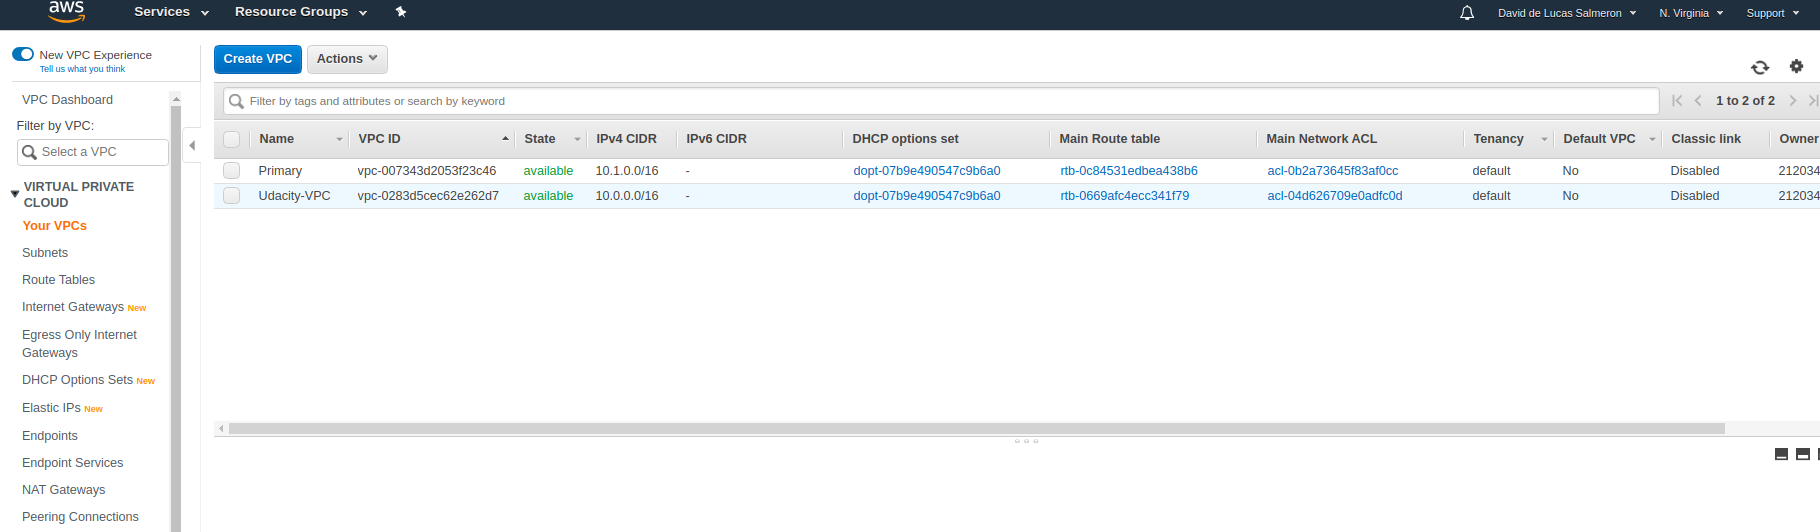 aws Services Resource Groups David de Lucas Salmeron N. Virginia Support
New VPC Experience
Tell us what you think
VPC Dashboard
Filter by VPC:
Select a VPC
VIRTUAL PRIVATE
CLOUD
Your VPCs
Subnets
Route Tables
Internet Gateways New
Egress Only Internet
Gateways
DHCP Options Sets New
Elastic IPs New
Endpoints
Endpoint Services
NAT Gateways
Peering Connections
Create VPC Actions
Filter by tags and attributes or search by keyword 1 to 2 of 2
Name VPC ID State IPv4 CIDR IPv6 CIDR DHCP options set Main Route table Main Network ACL Tenancy Default VPC Classic link Owner
Primary vpc-007343d2053f23c46 available 10.1.0.0/16 - dopt-07b9e490547c9b6a0 rtb-0c84531edbea438b6 acl-0b2a73645f83af0cc default No Disabled 212034
Udacity-VPC vpc-0283d5cec62e262d7 available 10.0.0.0/16 - dopt-07b9e490547c9b6a0 rtb-0669afc4ecc341f79 acl-04d626709e0adfc0d default No Disabled 212034